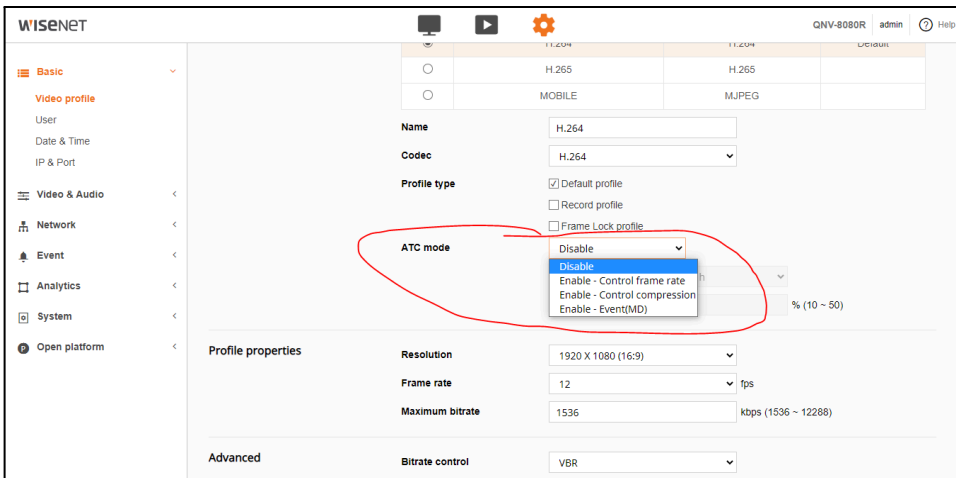 WISENET
QNV-8080R admin ? Help
H.264 H.264 Default
Basic
H.265 H.265
Video profile
MOBILE MJPEG
User
Name H.264
Date & Time
Codec H.264
IP & Port
Profile type Default profile
Video & Audio
Record profile
Network
Frame Lock profile
ATC mode Disable
Event
Disable
Enable - Control frame rate
Analytics
Enable - Control compression
% (10 ~ 50)
Enable - Event(MD)
System
Open platform
Profile properties Resolution 1920 X 1080 (16:9)
Frame rate 12 fps
Maximum bitrate 1536 kbps (1536 ~ 12288)
Advanced Bitrate control VBR